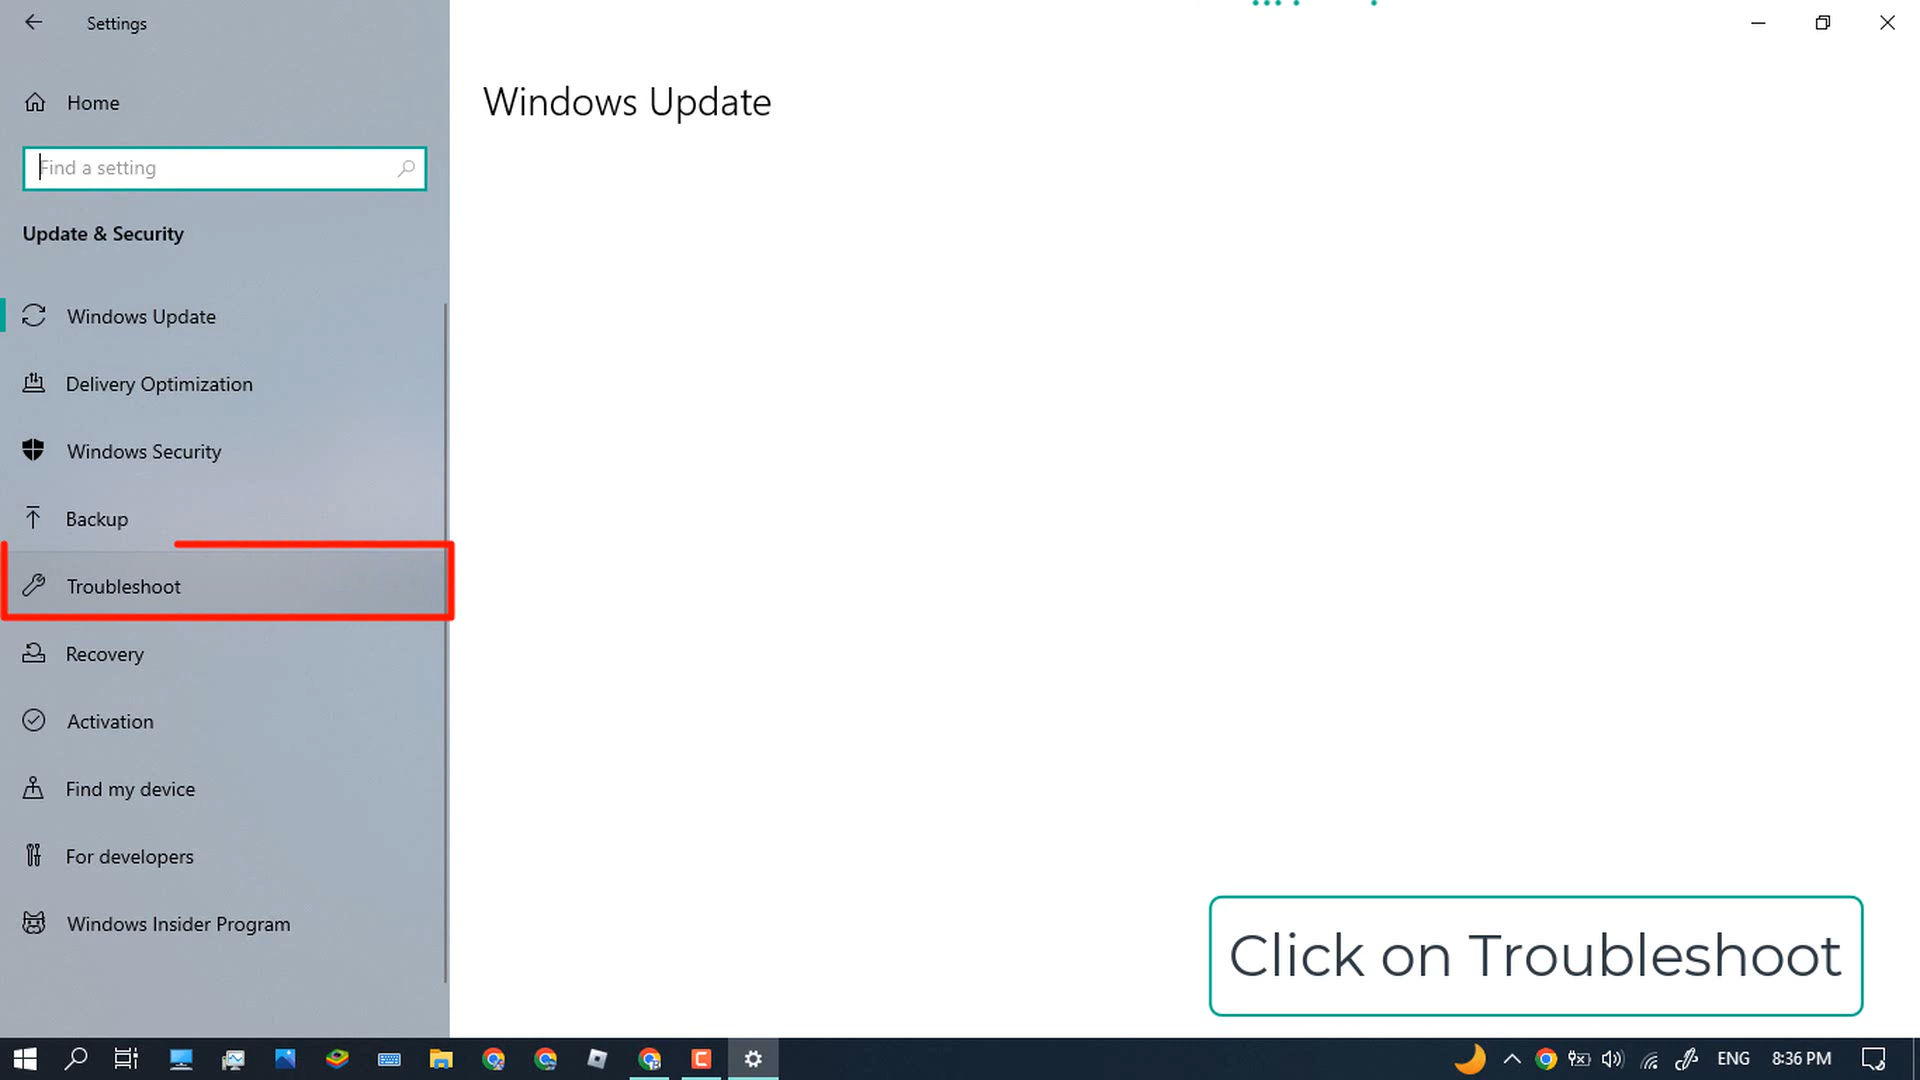 Settings
Home
Find a setting
Update & Security
Windows Update
Delivery Optimization
Windows Security
Backup
Troubleshoot
Recovery
Activation
Find my device
For developers
Windows Insider Program
Windows Update
Click on Troubleshoot
ENG
8:36 PM